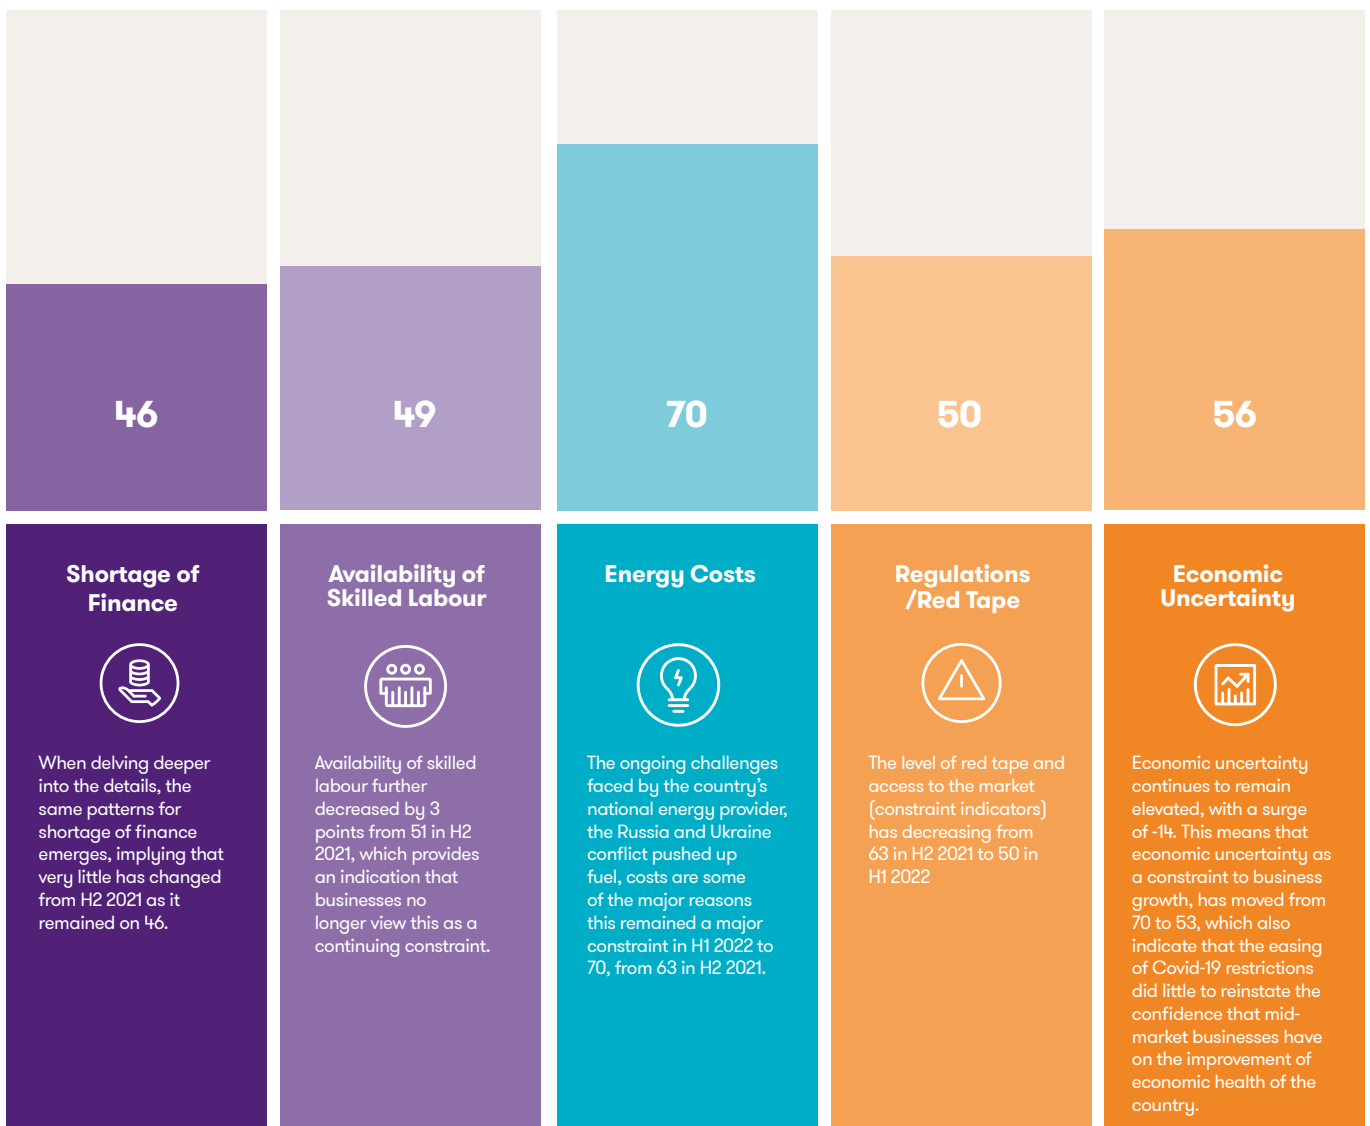 46
49
70
50
56
Shortage of
Finance
When delving deeper
into the details, the
same patterns for
shortage of finance
emerges, implying that
very little has changed
from H2 2021 as it
remained on 46.
Availability of
Skilled Labour
Availability of skilled
labour further
decreased by 3
points from 51 in H2
2021, which provides
an indication that
businesses no
longer view this as a
continuing constraint.
Energy Costs
The ongoing challenges
faced by the country's
national energy provider,
the Russia and Ukraine
conflict pushed up
fuel, costs are some
of the major reasons
this remained a major
constraint in H1 2022 to
70, from 63 in H2 2021.
Regulations
/Red Tape
The level of red tape and
access to the market
(constraint indicators)
has decreasing from
63 in H2 2021 to 50 in
H1 2022
Economic
Uncertainty
Economic uncertainty
continues to remain
elevated, with a surge
of -14. This means that
economic uncertainty as
a constraint to business
growth, has moved from
70 to 53, which also
indicate that the easing
of Covid-19 restrictions
did little to reinstate the
confidence that mid-
market businesses have
on the improvement of
economic health of the
country.